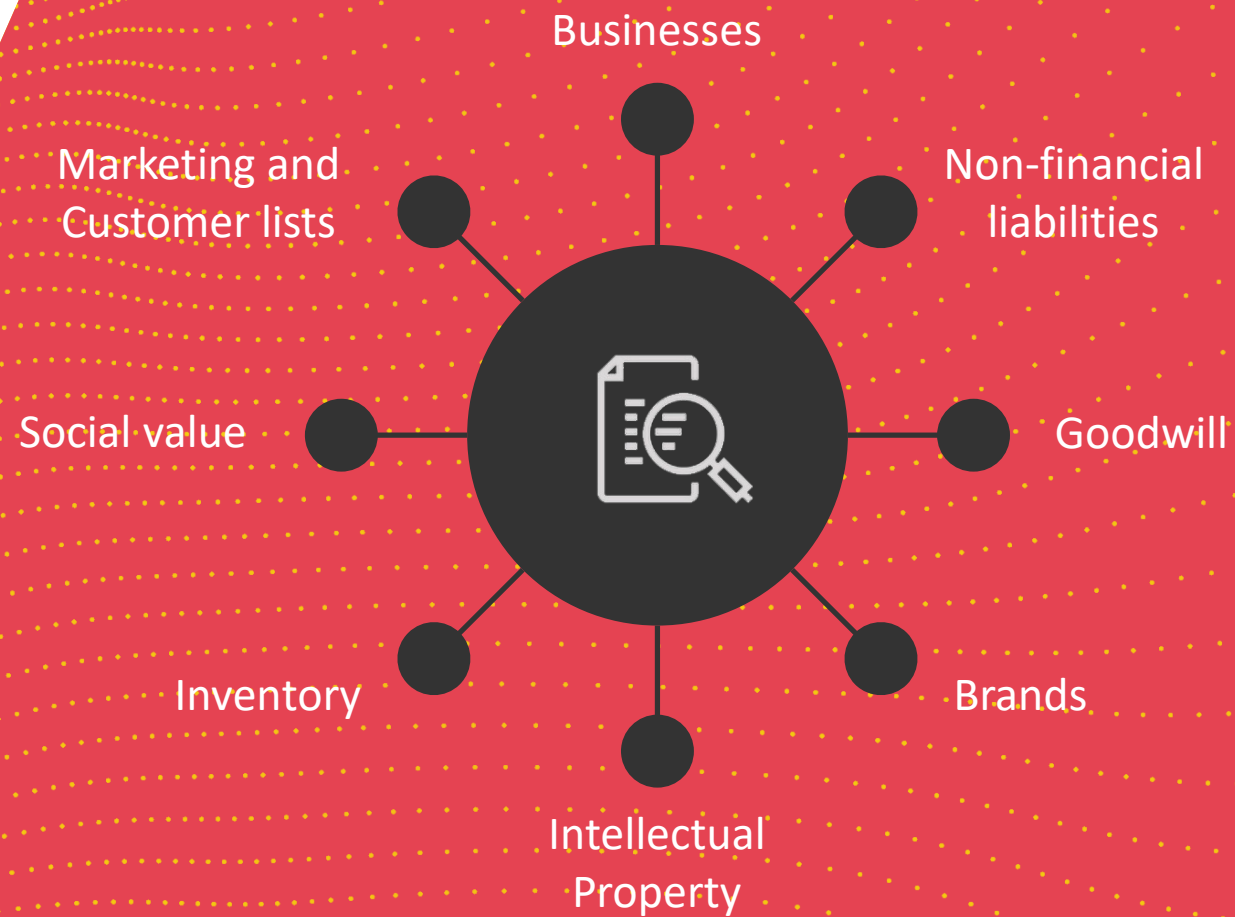 Businesses
Marketing and
Customer lists
Non-financial
liabilities
Social value
Goodwill
Inventory
Brands
Intellectual
Property